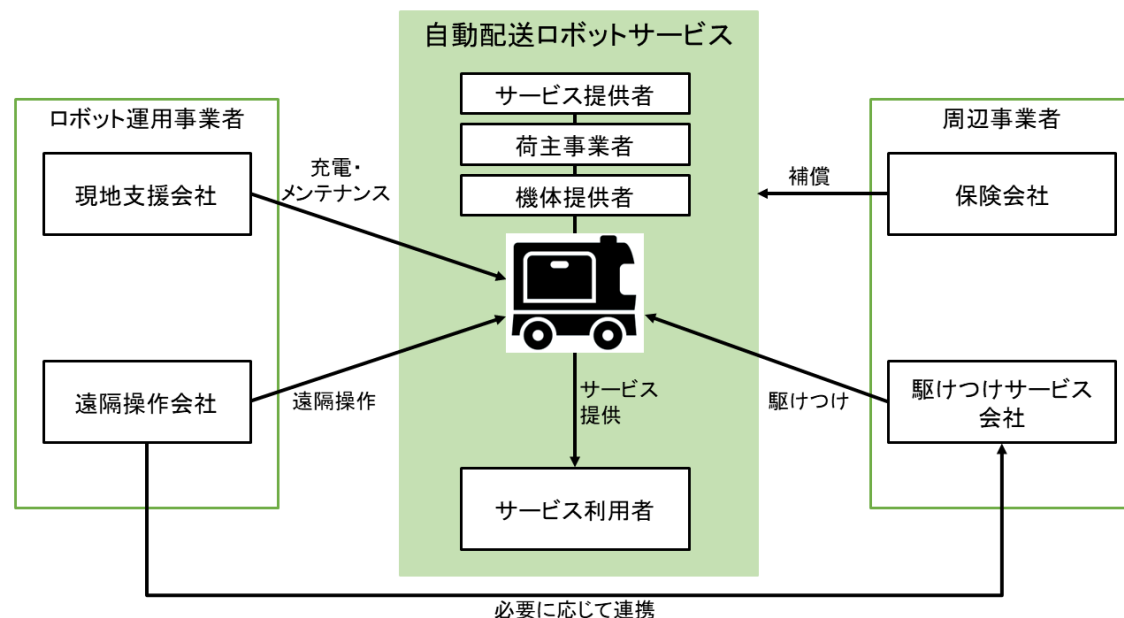 自動配送ロボットサービス
サービス提供者
荷主事業者
機体提供者
ロボット運用事業者
現地支援会社
充電・
メンテナンス
遠隔操作会社
遠隔操作
サービス
提供
サービス利用者
周辺事業者
補償
保険会社
駆けつけ
駆けつけサービス
会社
必要に応じて連携